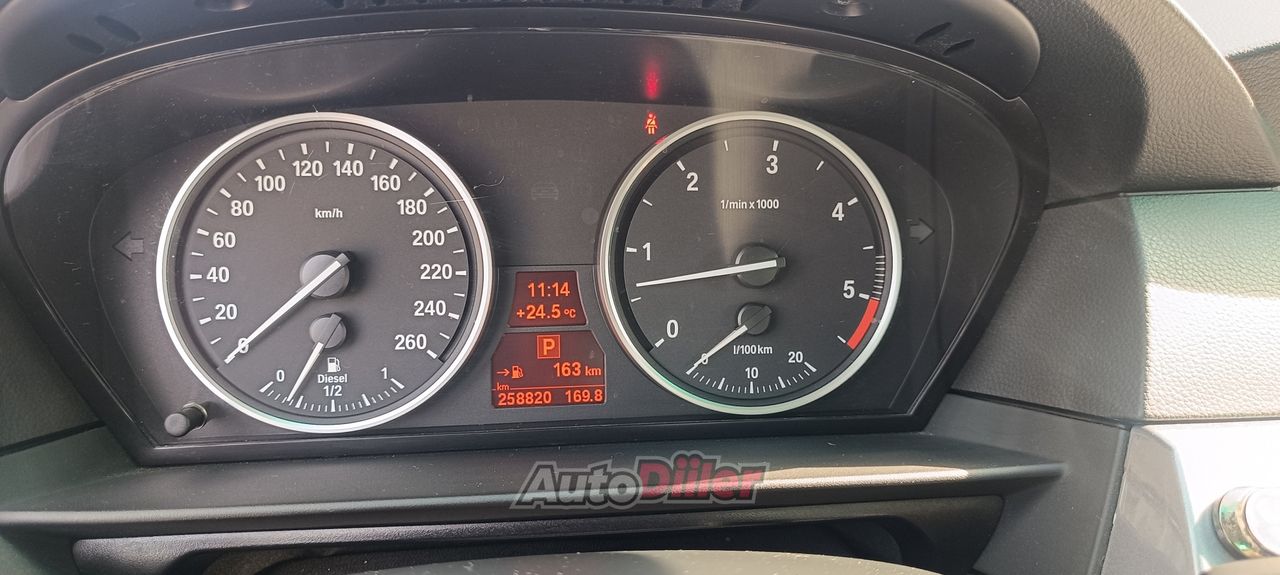 0 20 40 60 80 100 120 140 160 180 200 220 240 260
km/h
0 1/2 1
Diesel
11:14
+24.5 °C
P
163 km
km
258820 169.8
0 1 2 3 4 5
1/min x 1000
l/100 km
0 10 20
AutoDiiler